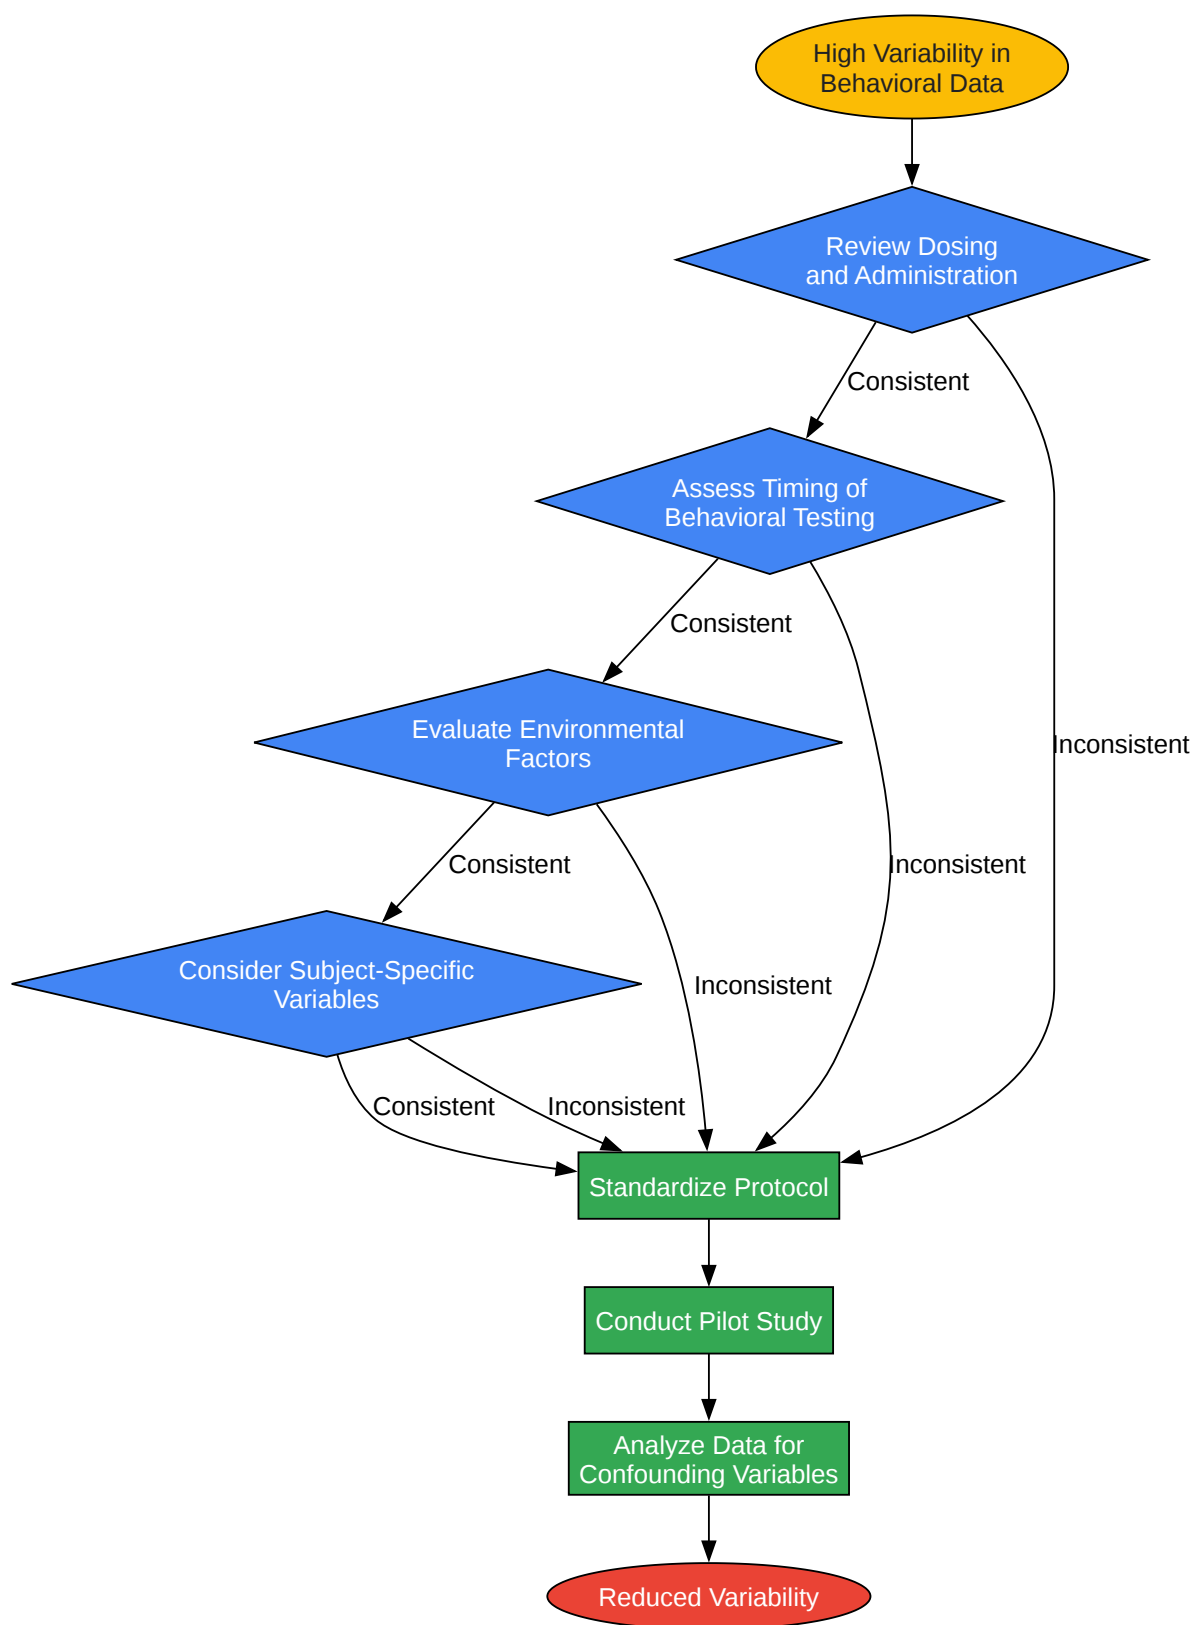 High Variability in
Behavioral Data
Review Dosing
and Administration
Consistent
Assess Timing of
Behavioral Testing
Consistent
Evaluate Environmental
Factors
Inconsistent
Consistent
Inconsistent
Consider Subject-Specific
Variables
Inconsistent
Consistent
Inconsistent
Standardize Protocol
Conduct Pilot Study
Analyze Data for
Confounding Variables
Reduced Variability